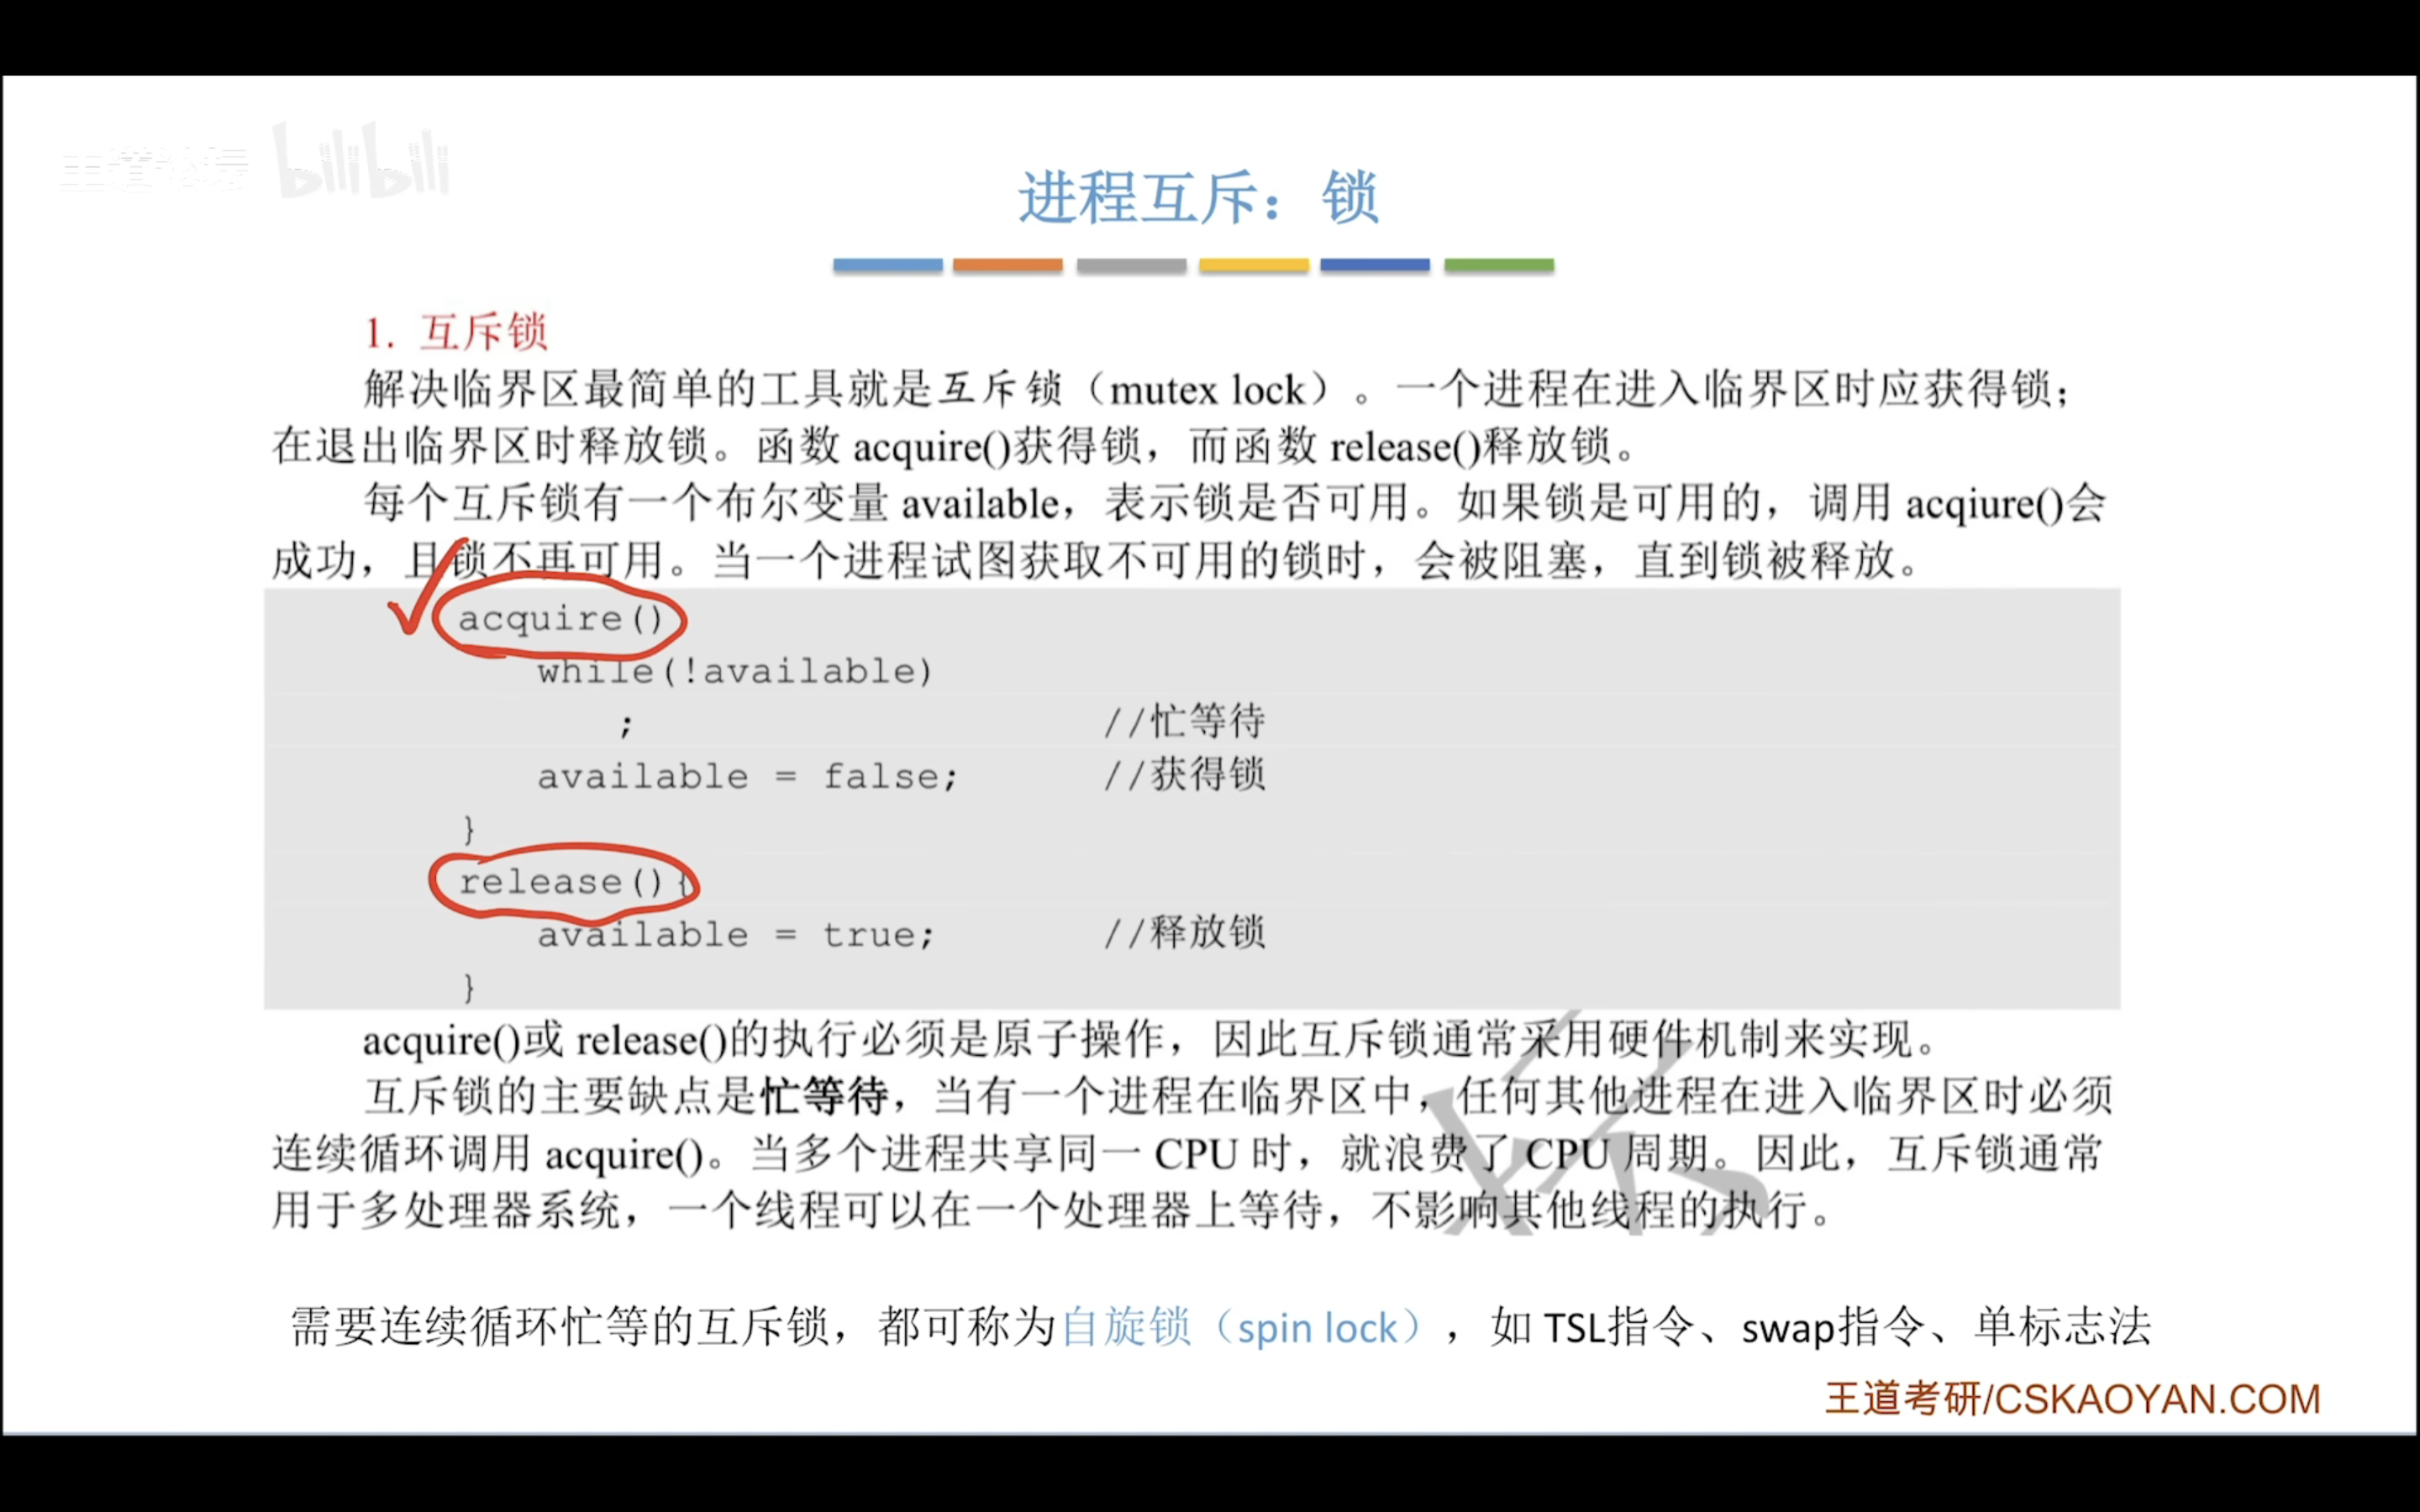 王道论坛 bilibili
进程互斥：锁
1. 互斥锁
解决临界区最简单的工具就是互斥锁（mutex lock）。一个进程在进入临界区时应获得锁；
在退出临界区时释放锁。函数 acquire()获得锁，而函数 release()释放锁。
每个互斥锁有一个布尔变量 available，表示锁是否可用。如果锁是可用的，调用 acqiure()会
成功，且锁不再可用。当一个进程试图获取不可用的锁时，会被阻塞，直到锁被释放。
acquire()
while(!available)
; //忙等待
available = false; //获得锁
}
release(){
available = true; //释放锁
}
acquire()或 release()的执行必须是原子操作，因此互斥锁通常采用硬件机制来实现。
互斥锁的主要缺点是忙等待，当有一个进程在临界区中，任何其他进程在进入临界区时必须
连续循环调用 acquire()。当多个进程共享同一 CPU 时，就浪费了 CPU 周期。因此，互斥锁通常
用于多处理器系统，一个线程可以在一个处理器上等待，不影响其他线程的执行。
需要连续循环忙等的互斥锁，都可称为自旋锁（spin lock），如 TSL指令、swap指令、单标志法
王道考研/CSKAOYAN.COM